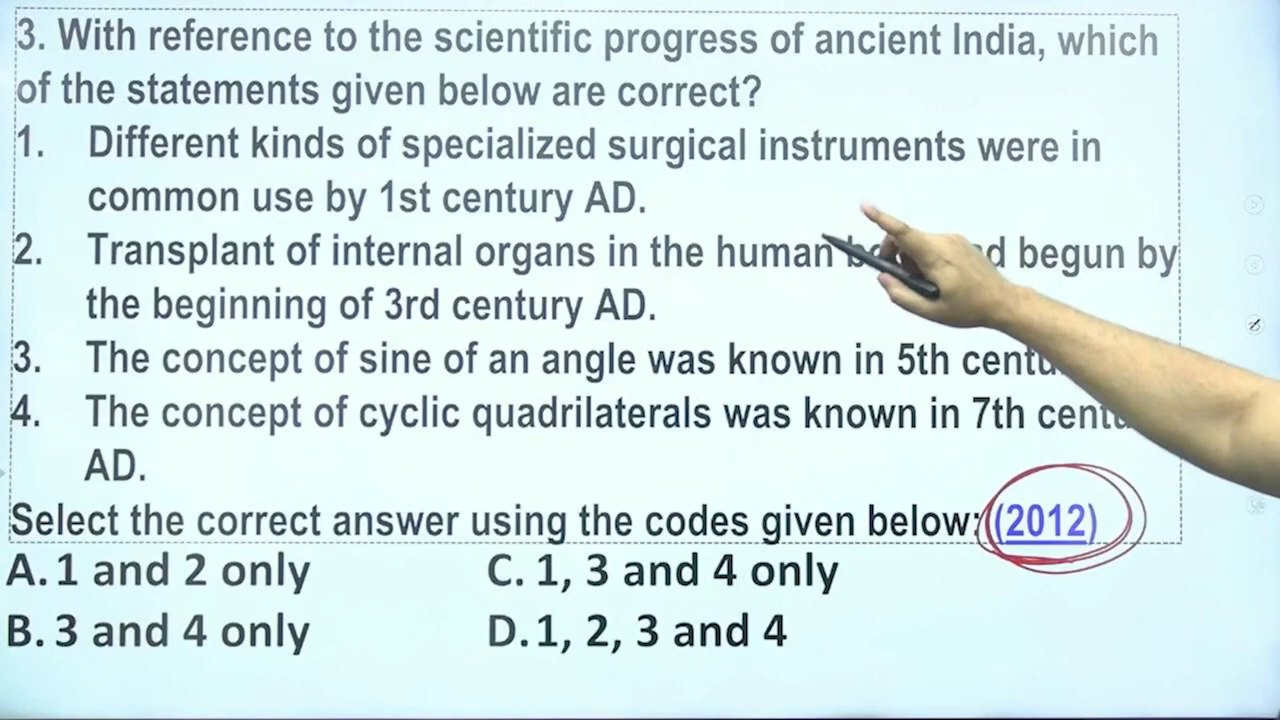 3. With reference to the scientific progress of ancient India, which
of the statements given below are correct?
1. Different kinds of specialized surgical instruments were in
common use by 1st century AD.
2. Transplant of internal organs in the human begun by
the beginning of 3rd century AD.
3. The concept of sine of an angle was known in 5th
4. The concept of cyclic quadrilaterals was known in 7th
AD.
Select the correct answer using the codes given below: (2012)
A. 1 and 2 only C. 1, 3 and 4 only
B. 3 and 4 only D. 1, 2, 3 and 4